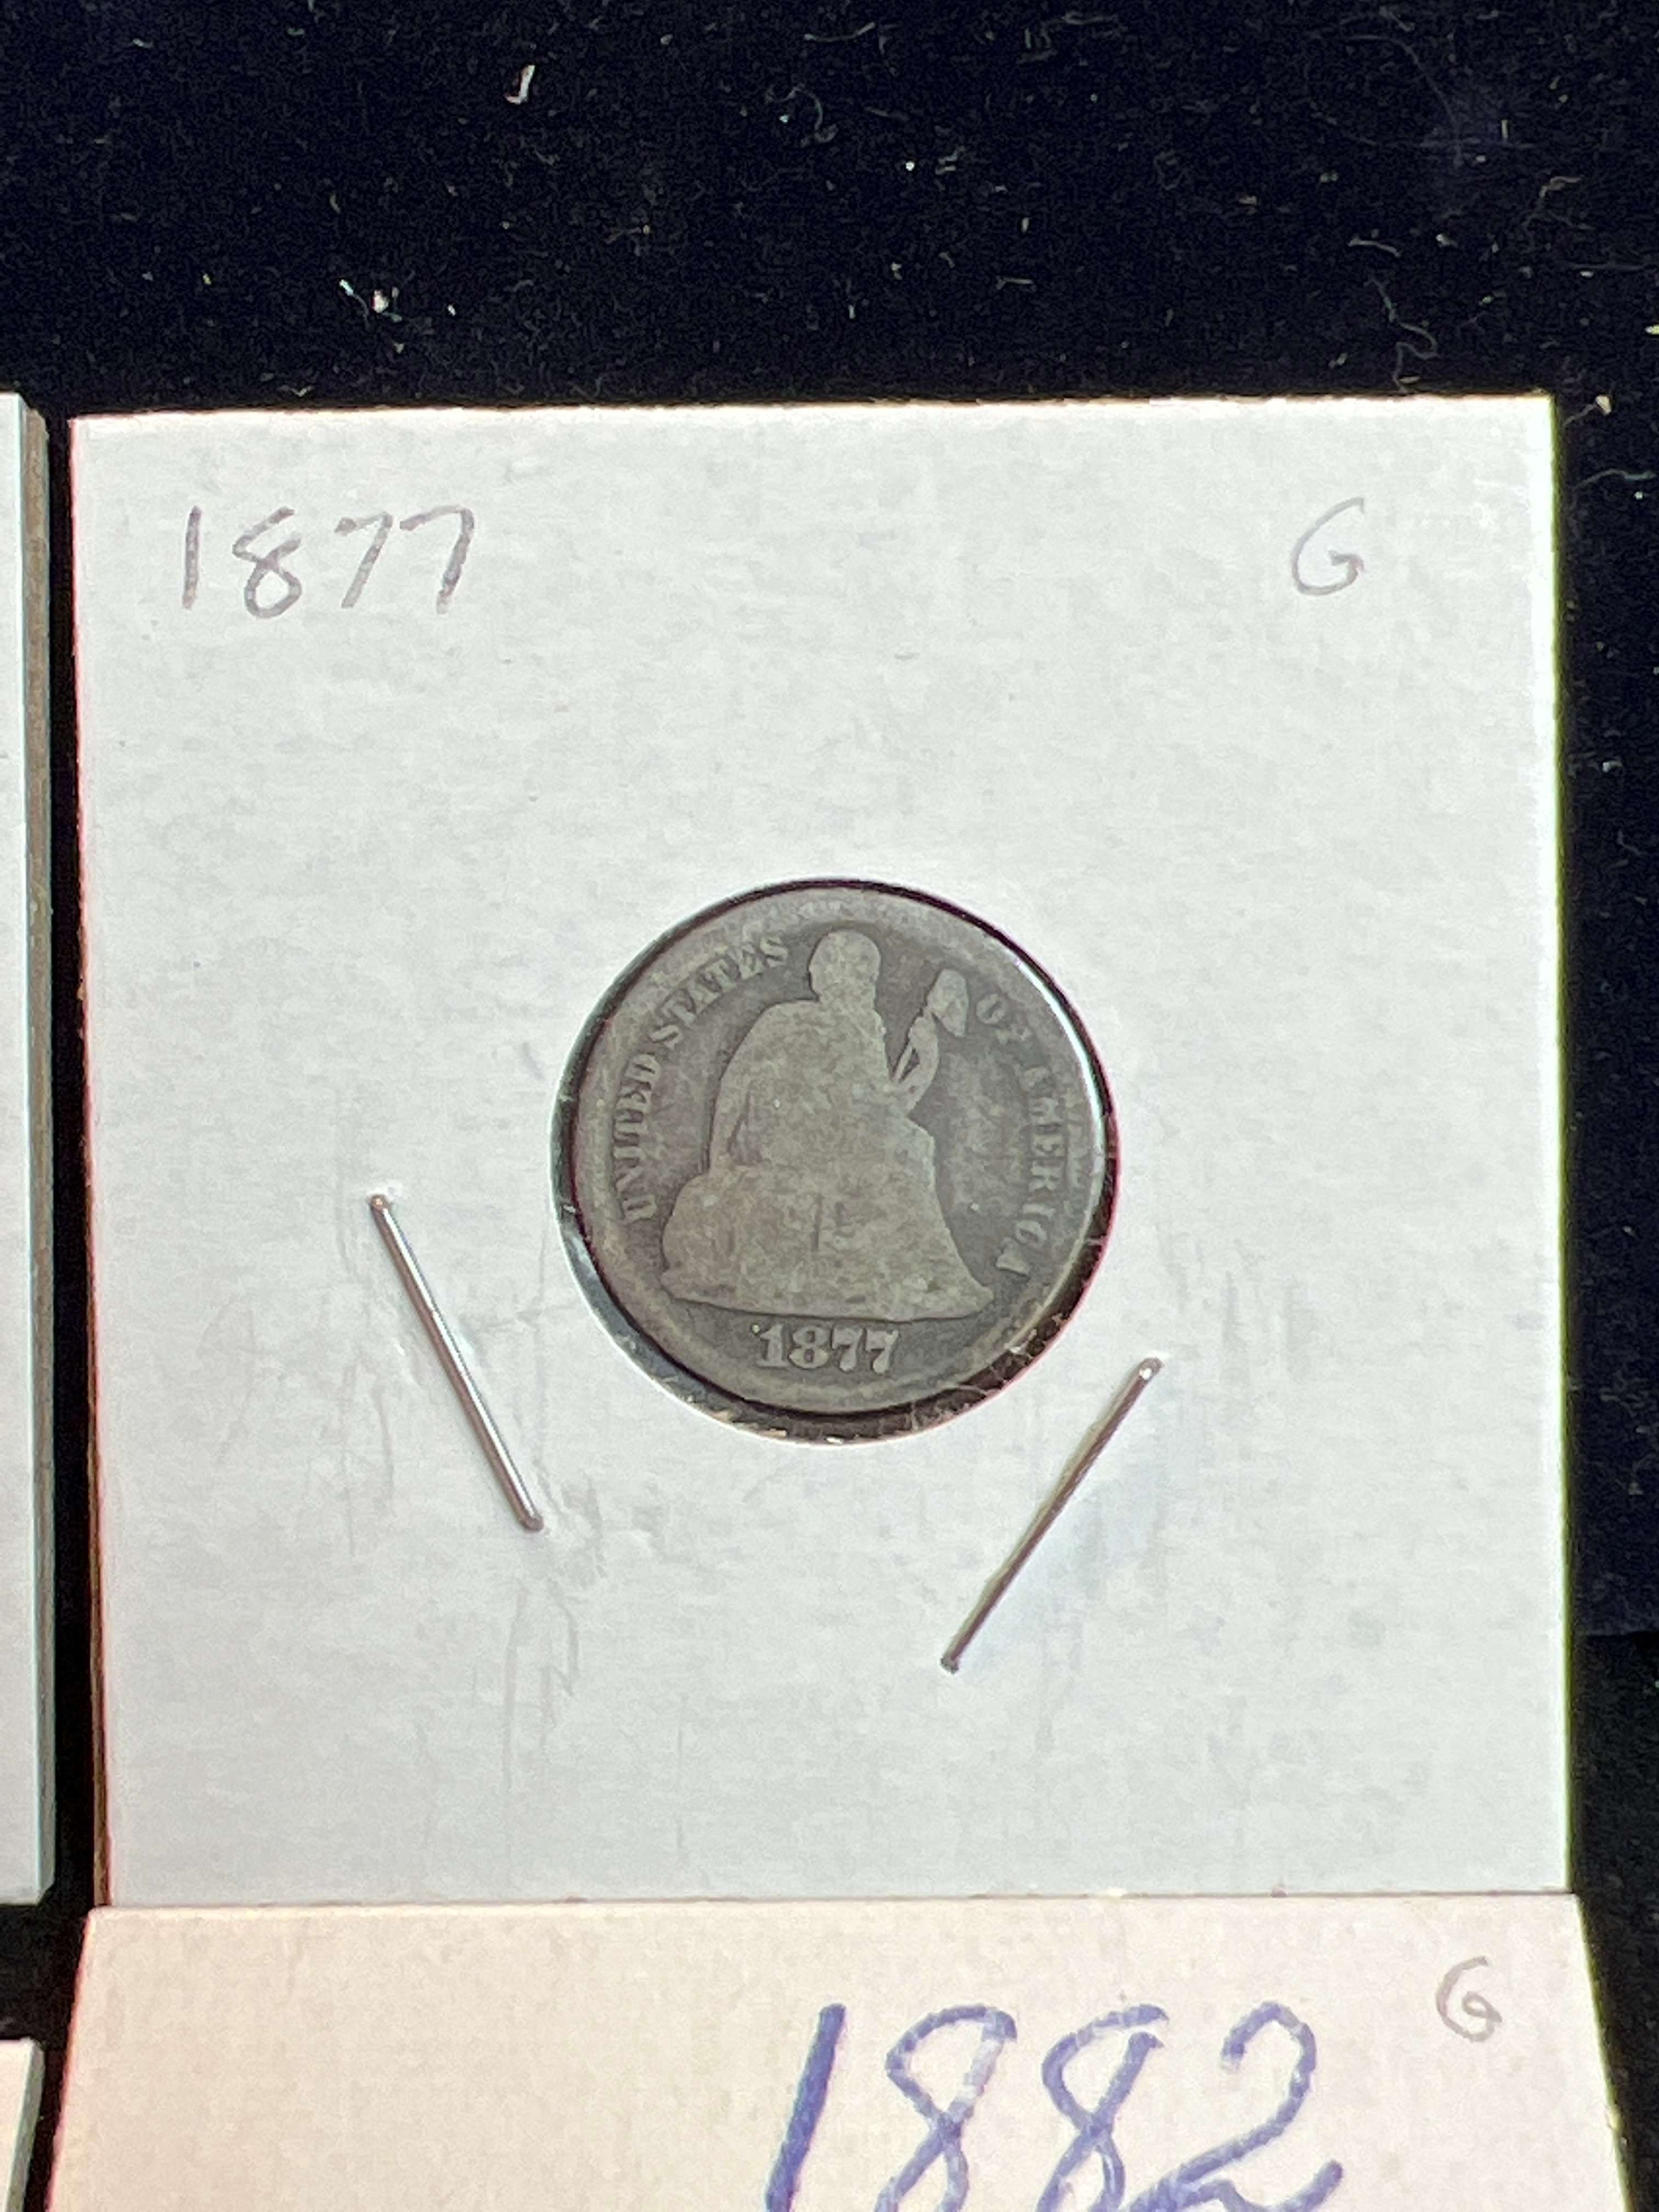 1877 G
UNITED STATES OF AMERICA
1877
G
1882